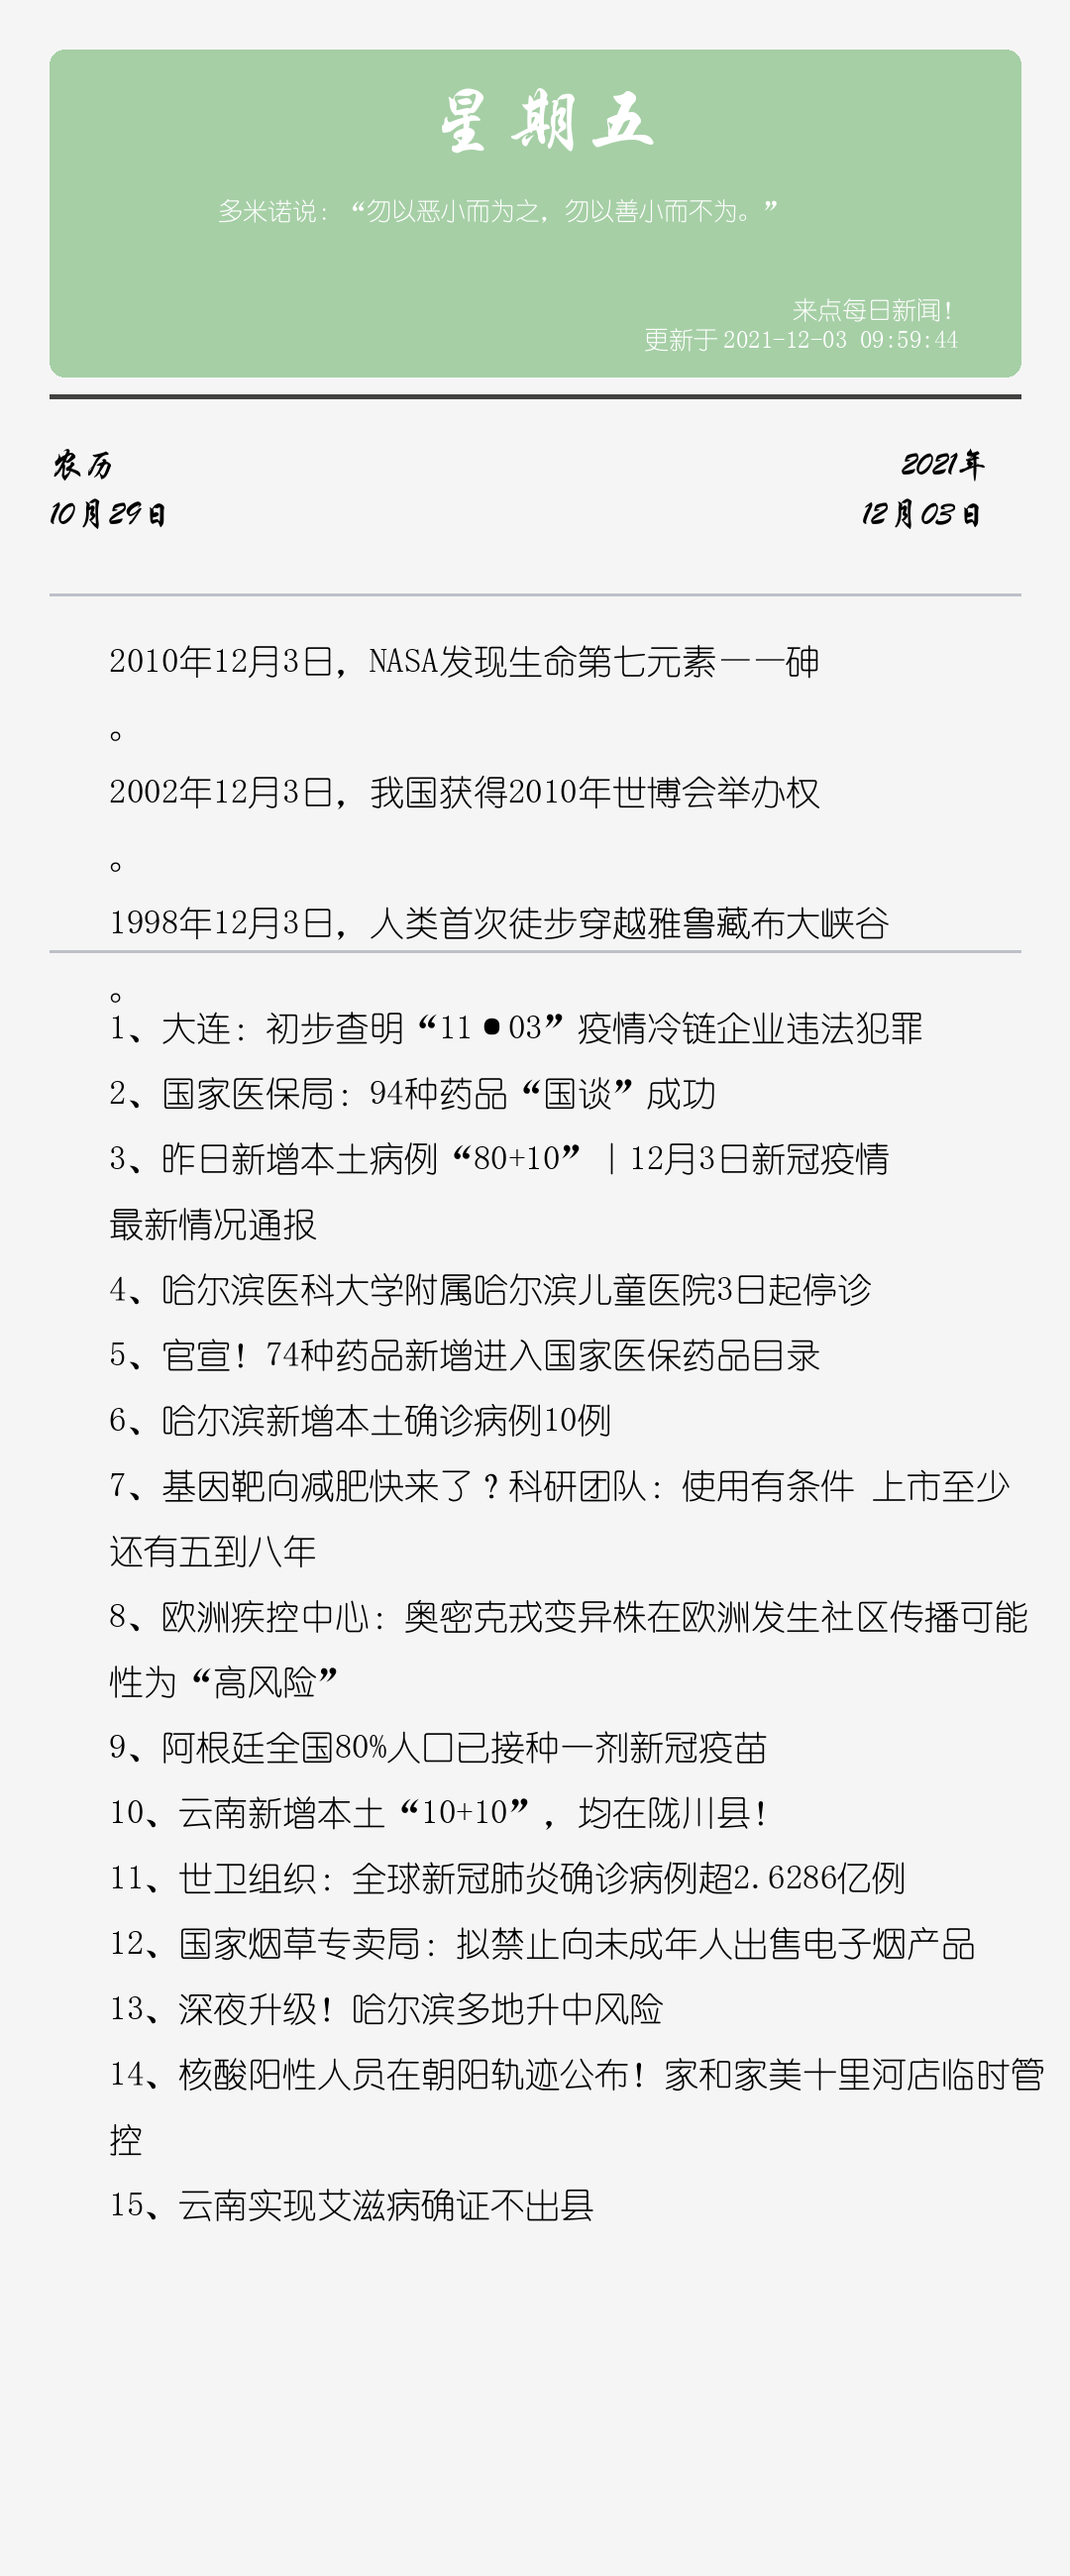 星期五
多米诺说：“勿以恶小而为之，勿以善小而不为。”
来点每日新闻！
更新于 2021-12-03 09:59:44
农历
10月29日
2021年
12月03日
2010年12月3日，NASA发现生命第七元素——砷
。
2002年12月3日，我国获得2010年世博会举办权
。
1998年12月3日，人类首次徒步穿越雅鲁藏布大峡谷
。
1、大连：初步查明“11•03”疫情冷链企业违法犯罪
2、国家医保局：94种药品“国谈”成功
3、昨日新增本土病例“80+10”｜12月3日新冠疫情
最新情况通报
4、哈尔滨医科大学附属哈尔滨儿童医院3日起停诊
5、官宣！74种药品新增进入国家医保药品目录
6、哈尔滨新增本土确诊病例10例
7、基因靶向减肥快来了？科研团队：使用有条件 上市至少
还有五到八年
8、欧洲疾控中心：奥密克戎变异株在欧洲发生社区传播可能
性为“高风险”
9、阿根廷全国80%人口已接种一剂新冠疫苗
10、云南新增本土“10+10”，均在陇川县！
11、世卫组织：全球新冠肺炎确诊病例超2.6286亿例
12、国家烟草专卖局：拟禁止向未成年人出售电子烟产品
13、深夜升级！哈尔滨多地升中风险
14、核酸阳性人员在朝阳轨迹公布！家和家美十里河店临时管
控
15、云南实现艾滋病确证不出县